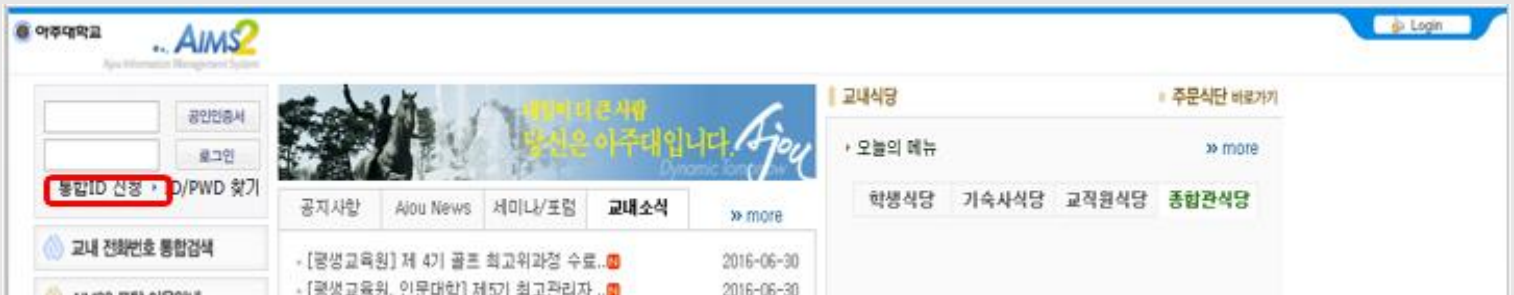 아주대학교
AIMS2
Ajou Information Management System
Login
공인인증서
로그인
통합ID 신청 ID/PWD 찾기
교내 전화번호 통합검색
내일이 더 큰 사람
당신은 아주대입니다.
Ajou
Dynamic tomorrow
공지사항 Ajou News 세미나/포럼 교내소식 » more
[평생교육원] 제 4기 골프 최고위과정 수료.. N 2016-06-30
[평생교육원, 인문대학] 제5기 최고관리자 .. N 2016-06-30
교내식당 주문식단 바로가기
오늘의 메뉴 » more
학생식당 기숙사식당 교직원식당 종합관식당